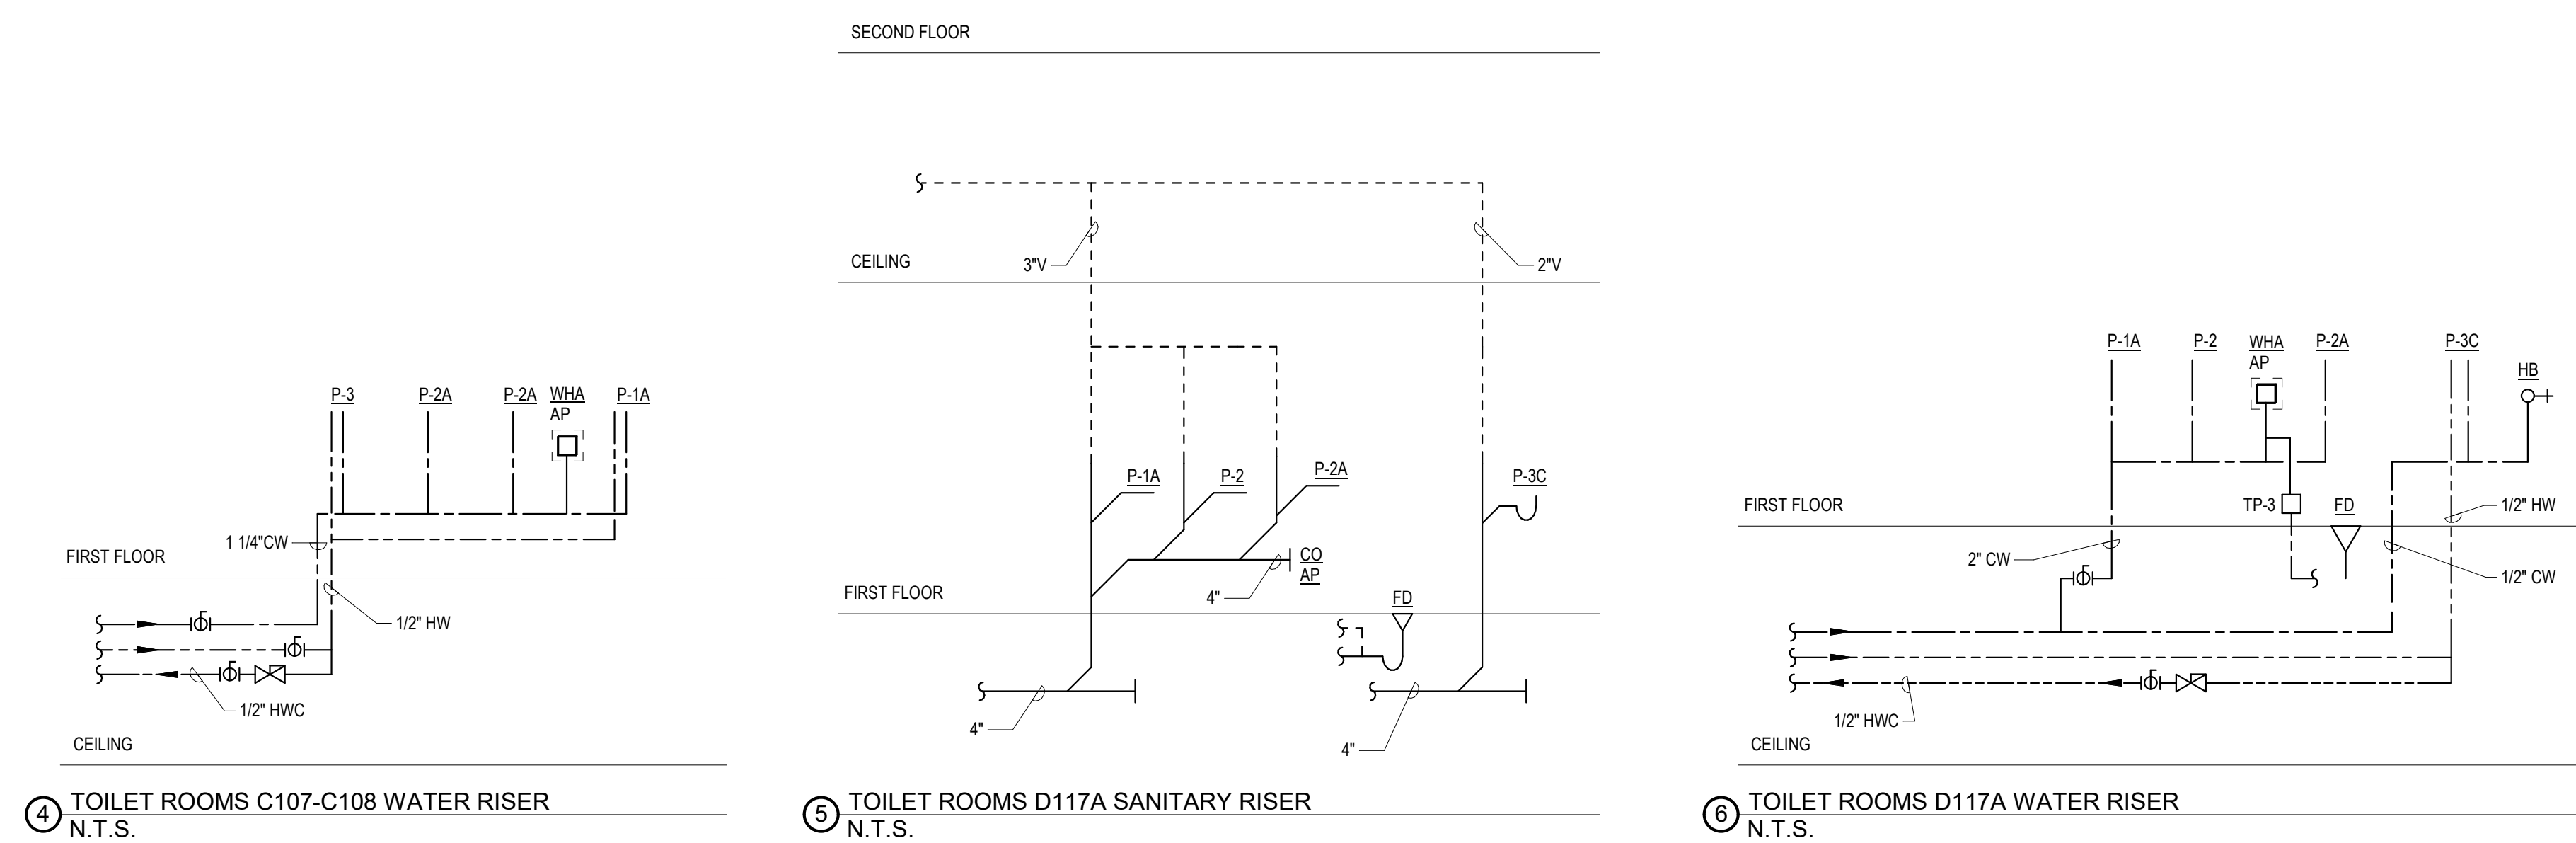 P-3
P-2A
P-2A
WHA
AP
P-1A
1 1/4"CW
FIRST FLOOR
1/2" HW
1/2" HWC
CEILING
4
TOILET ROOMS C107-C108 WATER RISER
N.T.S.
SECOND FLOOR
3"V
2"V
CEILING
P-1A
P-2
P-2A
P-3C
CO
AP
4"
FIRST FLOOR
FD
4"
4"
5
TOILET ROOMS D117A SANITARY RISER
N.T.S.
P-1A
P-2
WHA
AP
P-2A
P-3C
HB
FIRST FLOOR
TP-3
FD
1/2" HW
2" CW
1/2" CW
1/2" HWC
CEILING
6
TOILET ROOMS D117A WATER RISER
N.T.S.